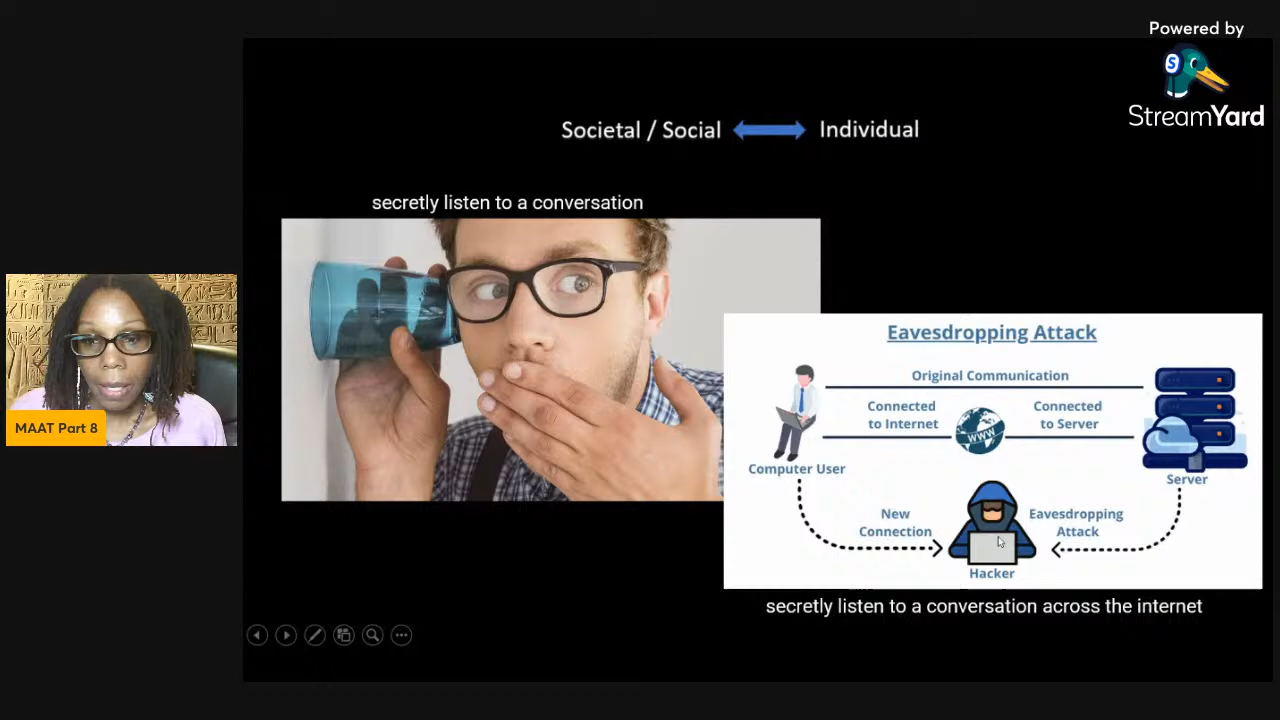 Powered by
S
StreamYard
Societal / Social
Individual
secretly listen to a conversation
MAAT Part 8
Eavesdropping Attack
Original Communication
Connected
to Internet
WWW
Connected
to Server
Computer User
Server
New
Connection
Eavesdropping
Attack
Hacker
secretly listen to a conversation across the internet